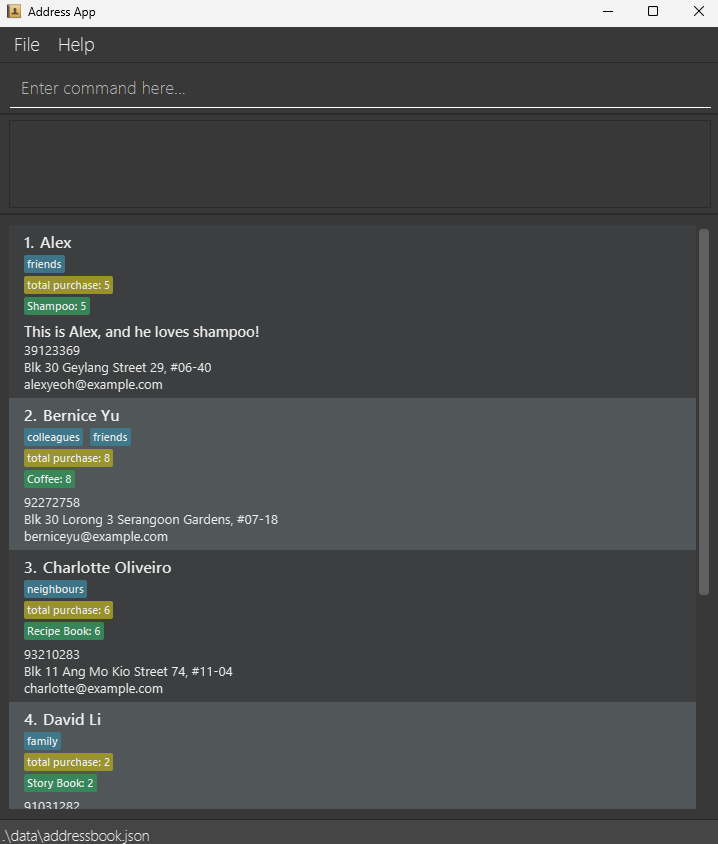 Address App
File Help
Enter command here...
1. Alex
friends
total purchase: 5
Shampoo: 5
This is Alex, and he loves shampoo!
39123369
Blk 30 Geylang Street 29, #06-40
alexyeoh@example.com
2. Bernice Yu
colleagues friends
total purchase: 8
Coffee: 8
92272758
Blk 30 Lorong 3 Serangoon Gardens, #07-18
berniceyu@example.com
3. Charlotte Oliveiro
neighbours
total purchase: 6
Recipe Book: 6
93210283
Blk 11 Ang Mo Kio Street 74, #11-04
charlotte@example.com
4. David Li
family
total purchase: 2
Story Book: 2
91031282
.\data\addressbook.json